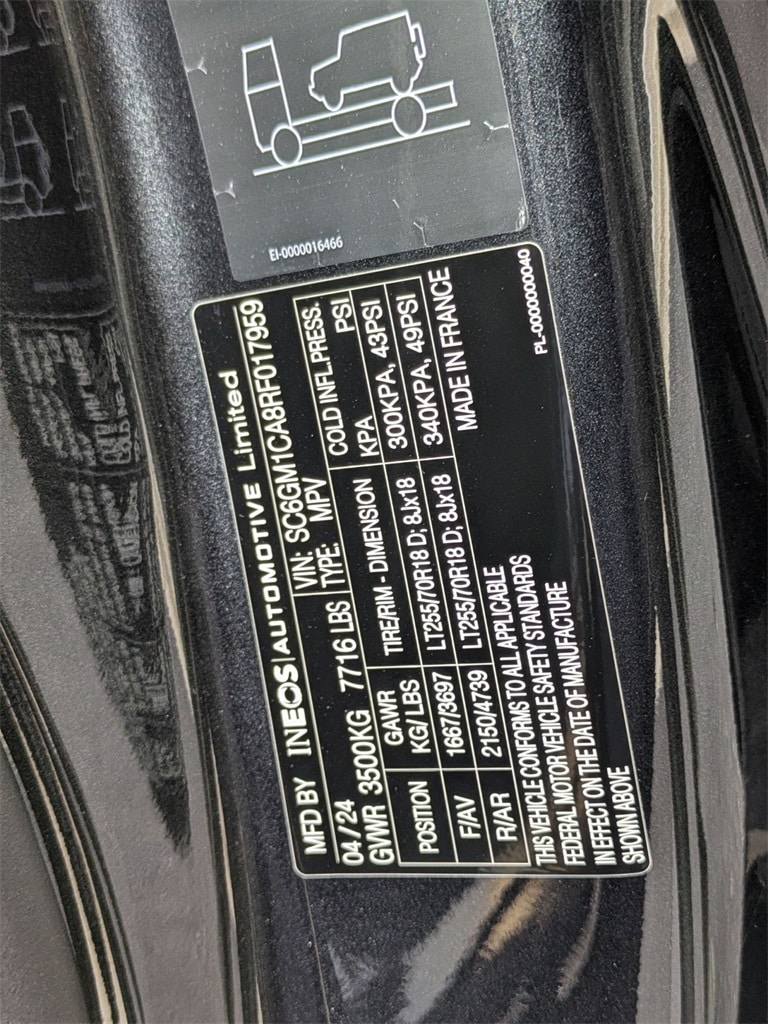 EI-0000016466
MFD BY INEOS|AUTOMOTIVE Limited
04/24 VIN: SC6GM1CA8RF017959
GVWR 3500KG 7716 LBS TYPE: MPV
POSITION GAWR KG/LBS TIRE/RIM - DIMENSION COLD INFL.PRESS. KPA PSI
F/AV 1667/3697 LT255/70R18 D; 8Jx18 300KPA, 43PSI
R/AR 2150/4739 LT255/70R18 D; 8Jx18 340KPA, 49PSI
THIS VEHICLE CONFORMS TO ALL APPLICABLE MADE IN FRANCE
FEDERAL MOTOR VEHICLE SAFETY STANDARDS
IN EFFECT ON THE DATE OF MANUFACTURE
SHOWN ABOVE
PL-0000000040